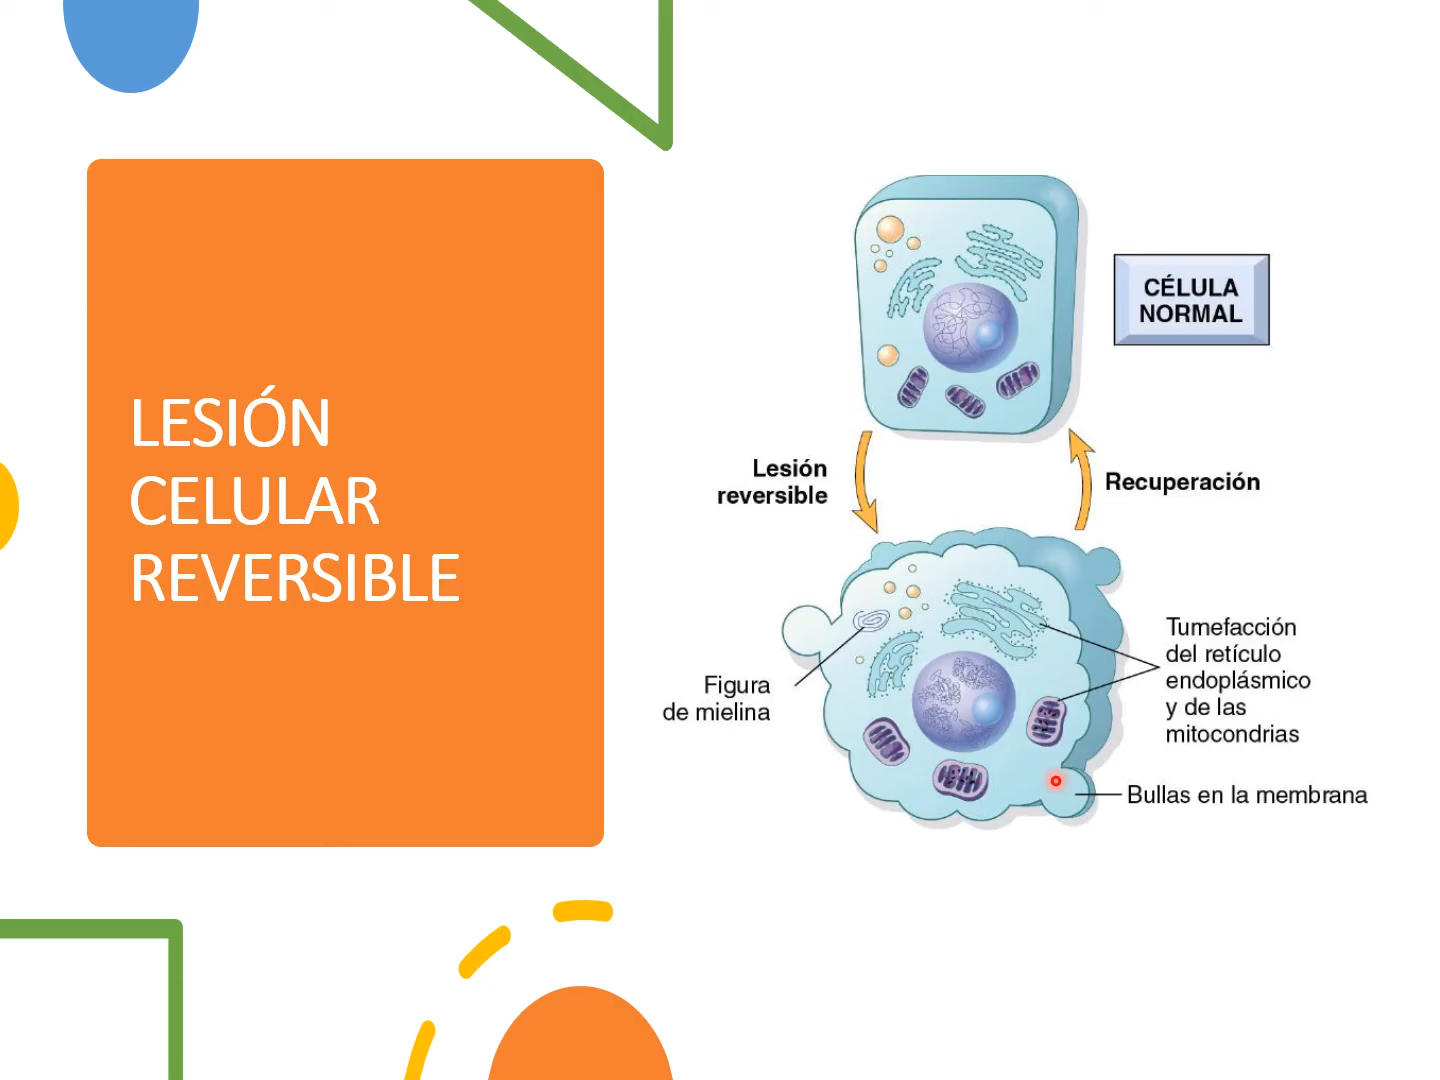 LESIÓN
CELULAR
REVERSIBLE
CÉLULA
NORMAL
Lesión
reversible
Recuperación
Figura
de mielina
Tumefacción
del retículo
endoplásmico
y de las
mitocondrias
Bullas en la membrana